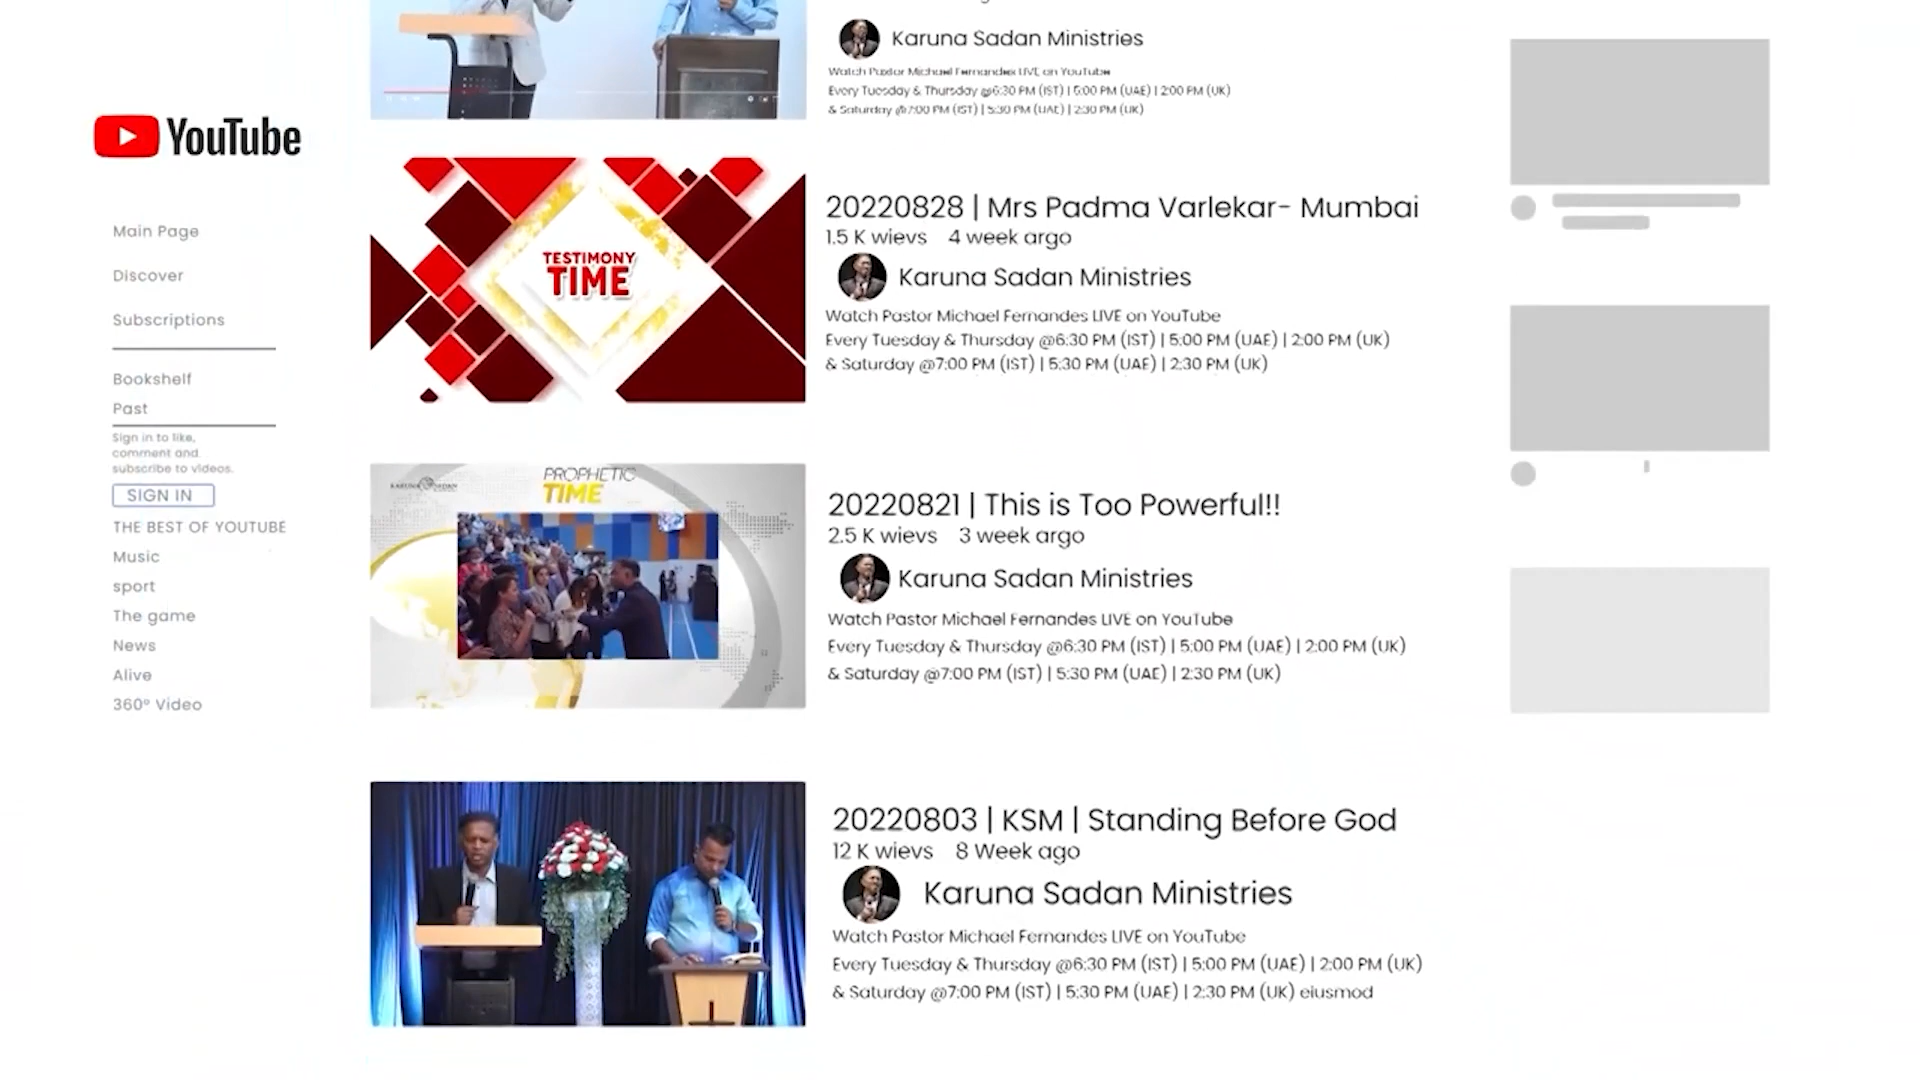 YouTube
Main Page
Discover
Subscriptions
Bookshelf
Past
Sign in to like,
comment and
subscribe to videos.
SIGN IN
THE BEST OF YOUTUBE
Music
sport
The game
News
Alive
360° Video
Karuna Sadan Ministries
Watch Pastor Michael Fernandes LIVE on YouTube
Every Tuesday & Thursday @6:30 PM (IST) | 5:00 PM (UAE) | 2:00 PM (UK)
& Saturday @7:00 PM (IST) | 5:30 PM (UAE) | 2:30 PM (UK)
TESTIMONY
TIME
20220828 | Mrs Padma Varlekar- Mumbai
1.5 K wievs 4 week argo
Karuna Sadan Ministries
Watch Pastor Michael Fernandes LIVE on YouTube
Every Tuesday & Thursday @6:30 PM (IST) | 5:00 PM (UAE) | 2:00 PM (UK)
& Saturday @7:00 PM (IST) | 5:30 PM (UAE) | 2:30 PM (UK)
KARUNA SADAN
PROPHETIC
TIME
20220821 | This is Too Powerful!!
2.5 K wievs 3 week argo
Karuna Sadan Ministries
Watch Pastor Michael Fernandes LIVE on YouTube
Every Tuesday & Thursday @6:30 PM (IST) | 5:00 PM (UAE) | 2:00 PM (UK)
& Saturday @7:00 PM (IST) | 5:30 PM (UAE) | 2:30 PM (UK)
20220803 | KSM | Standing Before God
12 K wievs 8 Week ago
Karuna Sadan Ministries
Watch Pastor Michael Fernandes LIVE on YouTube
Every Tuesday & Thursday @6:30 PM (IST) | 5:00 PM (UAE) | 2:00 PM (UK)
& Saturday @7:00 PM (IST) | 5:30 PM (UAE) | 2:30 PM (UK) eiusmod